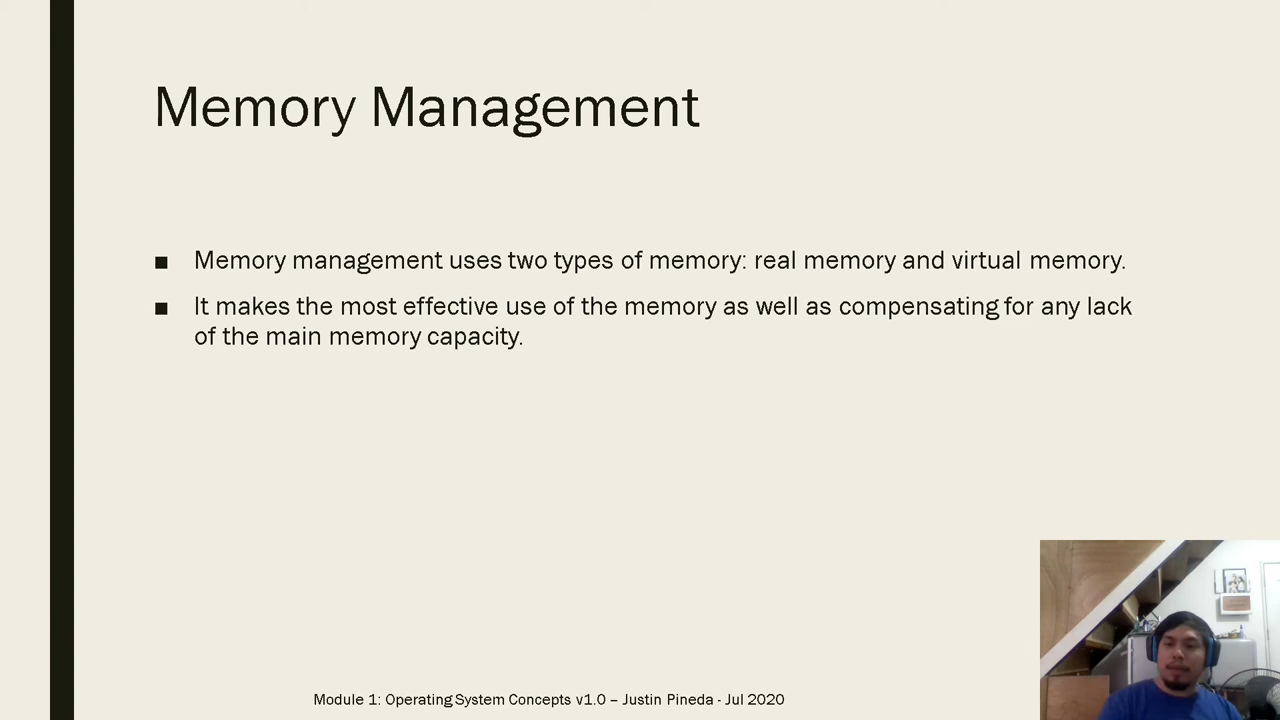 Memory Management
■ Memory management uses two types of memory: real memory and virtual memory.
■ It makes the most effective use of the memory as well as compensating for any lack
of the main memory capacity.
Module 1: Operating System Concepts v1.0 – Justin Pineda - Jul 2020